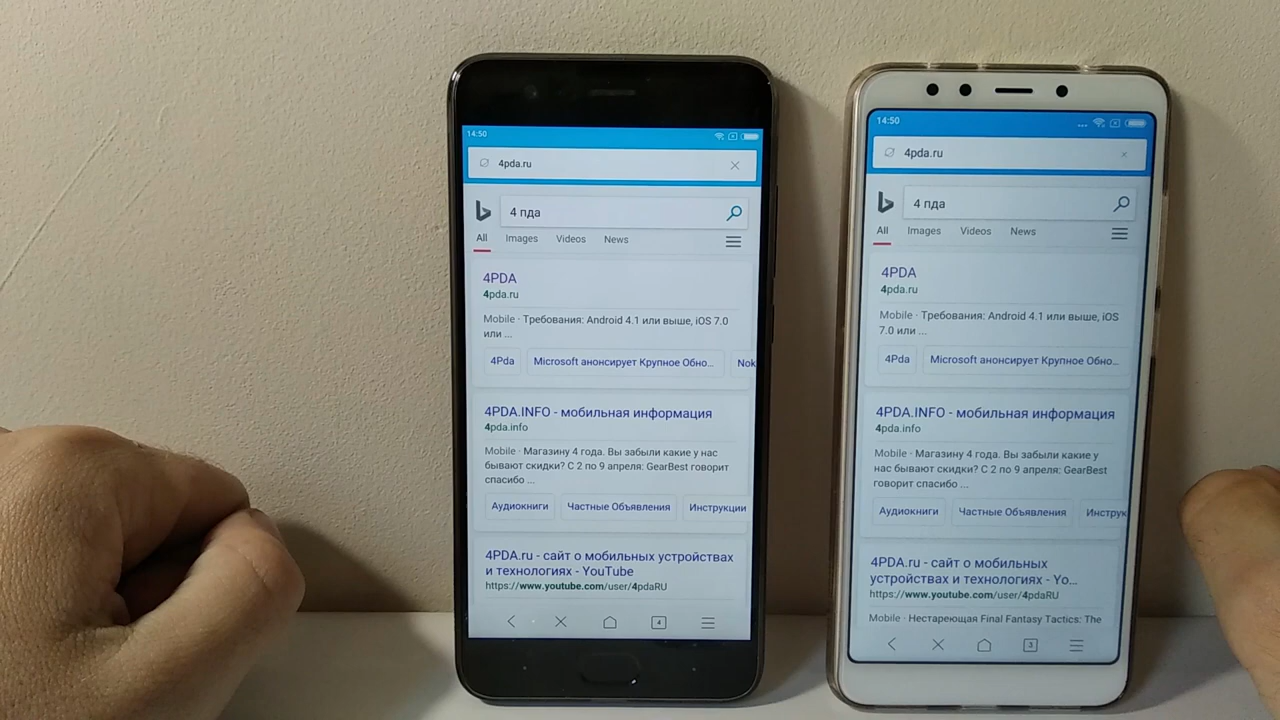 14:50
4pda.ru
4 пда
All Images Videos News
4PDA
4pda.ru
Mobile · Требования: Android 4.1 или выше, iOS 7.0
или ...
4Pda Microsoft анонсирует Крупное Обно... Nok
4PDA.INFO - мобильная информация
4pda.info
Mobile · Магазину 4 года. Вы забыли какие у нас
бывают скидки? С 2 по 9 апреля: GearBest говорит
спасибо ...
Аудиокниги Частные Объявления Инструкции
4PDA.ru - сайт о мобильных устройствах
и технологиях - YouTube
https://www.youtube.com/user/4pdaRU
4
14:50
4pda.ru
4 пда
All Images Videos News
4PDA
4pda.ru
Mobile · Требования: Android 4.1 или выше, iOS
7.0 или ...
4Pda Microsoft анонсирует Крупное Обно...
4PDA.INFO - мобильная информация
4pda.info
Mobile · Магазину 4 года. Вы забыли какие у
нас бывают скидки? С 2 по 9 апреля: GearBest
говорит спасибо ...
Аудиокниги Частные Объявления Инструк
4PDA.ru - сайт о мобильных
устройствах и технологиях - Yo...
https://www.youtube.com/user/4pdaRU
Mobile · Нестареющая Final Fantasy Tactics: The
3